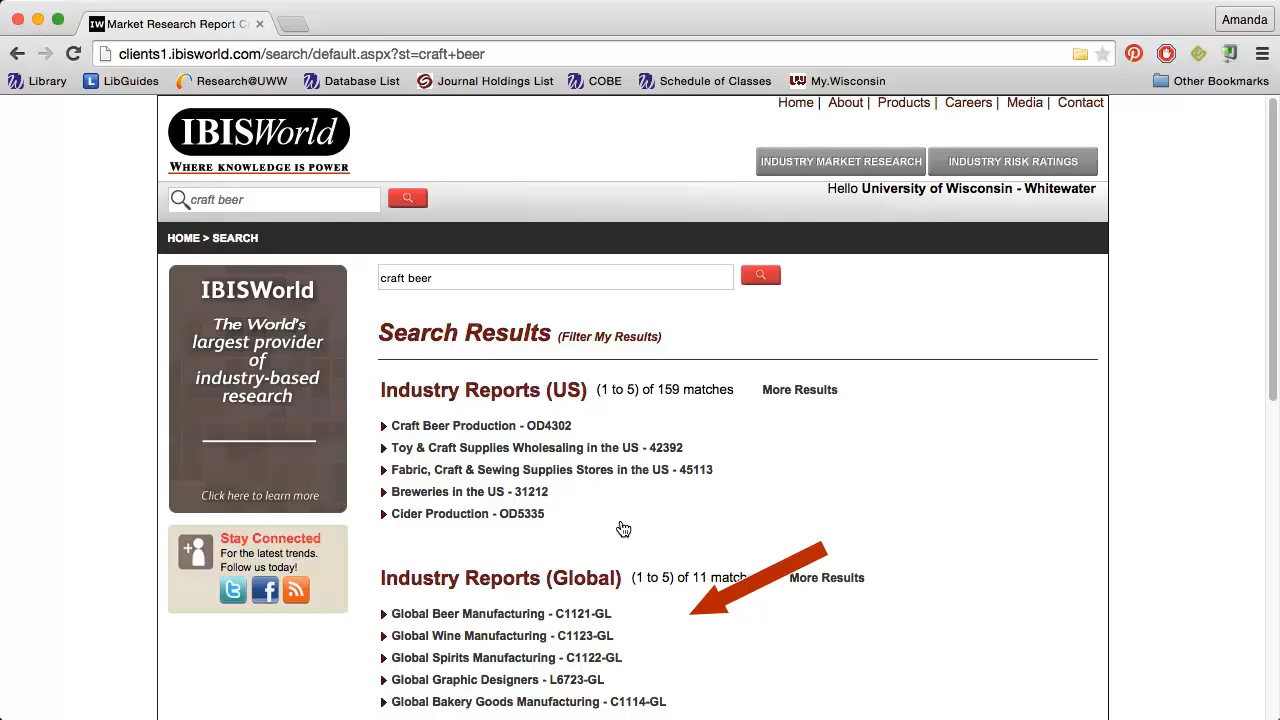 Market Research Report C
Amanda
clients1.ibisworld.com/search/default.aspx?st=craft+beer
Library LibGuides Research@UWW Database List Journal Holdings List COBE Schedule of Classes My.Wisconsin Other Bookmarks
Home | About | Products | Careers | Media | Contact
IBISWorld
WHERE KNOWLEDGE IS POWER
INDUSTRY MARKET RESEARCH INDUSTRY RISK RATINGS
Hello University of Wisconsin - Whitewater
craft beer
HOME > SEARCH
IBISWorld
The World's
largest provider
of
industry-based
research
Click here to learn more
Stay Connected
For the latest trends.
Follow us today!
craft beer
Search Results (Filter My Results)
Industry Reports (US) (1 to 5) of 159 matches More Results
Craft Beer Production - OD4302
Toy & Craft Supplies Wholesaling in the US - 42392
Fabric, Craft & Sewing Supplies Stores in the US - 45113
Breweries in the US - 31212
Cider Production - OD5335
Industry Reports (Global) (1 to 5) of 11 match More Results
Global Beer Manufacturing - C1121-GL
Global Wine Manufacturing - C1123-GL
Global Spirits Manufacturing - C1122-GL
Global Graphic Designers - L6723-GL
Global Bakery Goods Manufacturing - C1114-GL